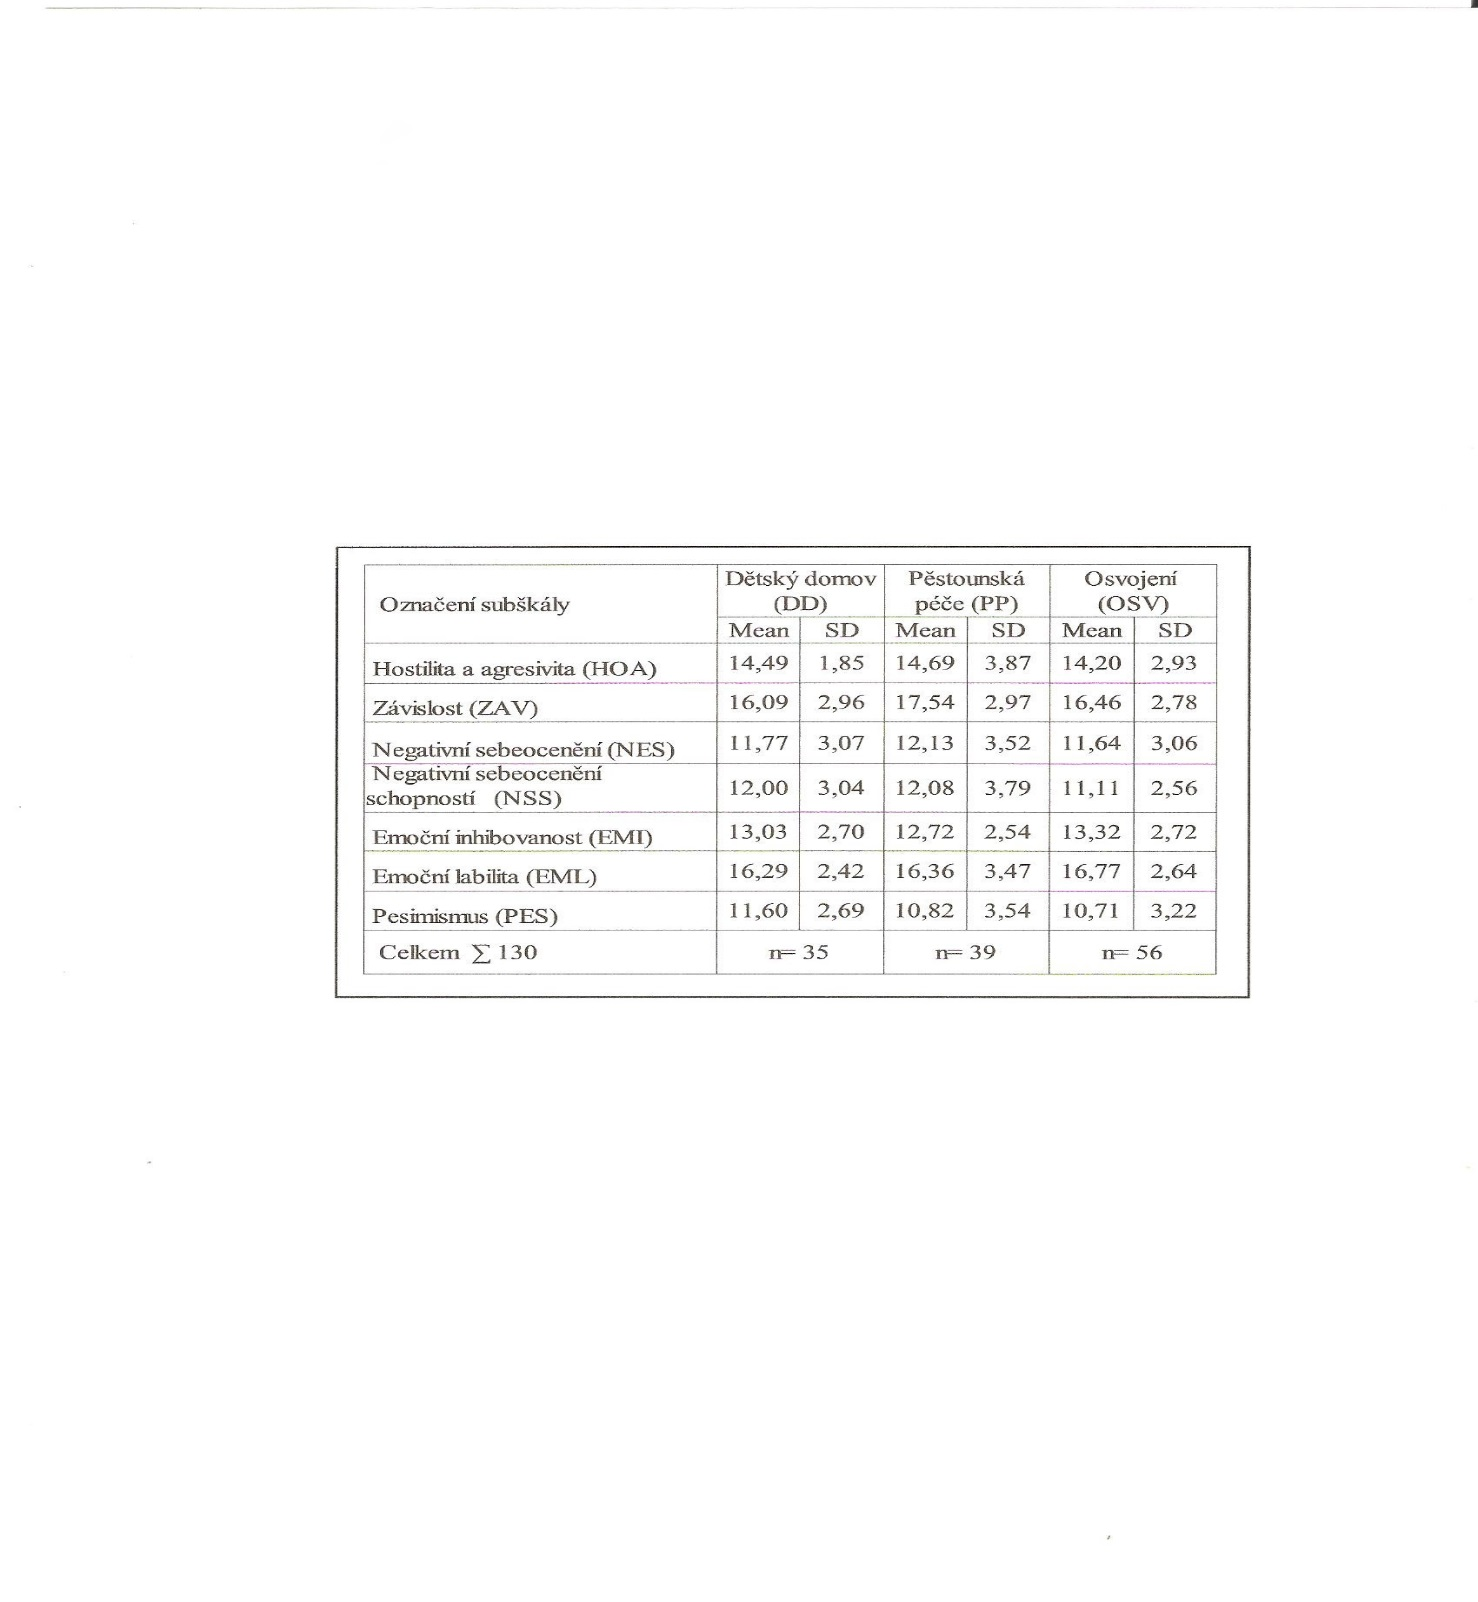 Označení subškály Dětský domov (DD) Pěstounská péče (PP) Osvojení (OSV)
Mean SD Mean SD Mean SD
Hostilita a agresivita (HOA) 14,49 1,85 14,69 3,87 14,20 2,93
Závislost (ZAV) 16,09 2,96 17,54 2,97 16,46 2,78
Negativní sebeocenění (NES) 11,77 3,07 12,13 3,52 11,64 3,06
Negativní sebeocenění
schopností (NSS) 12,00 3,04 12,08 3,79 11,11 2,56
Emoční inhibovanost (EMI) 13,03 2,70 12,72 2,54 13,32 2,72
Emoční labilita (EML) 16,29 2,42 16,36 3,47 16,77 2,64
Pesimismus (PES) 11,60 2,69 10,82 3,54 10,71 3,22
Celkem ∑ 130 n= 35 n= 39 n= 56